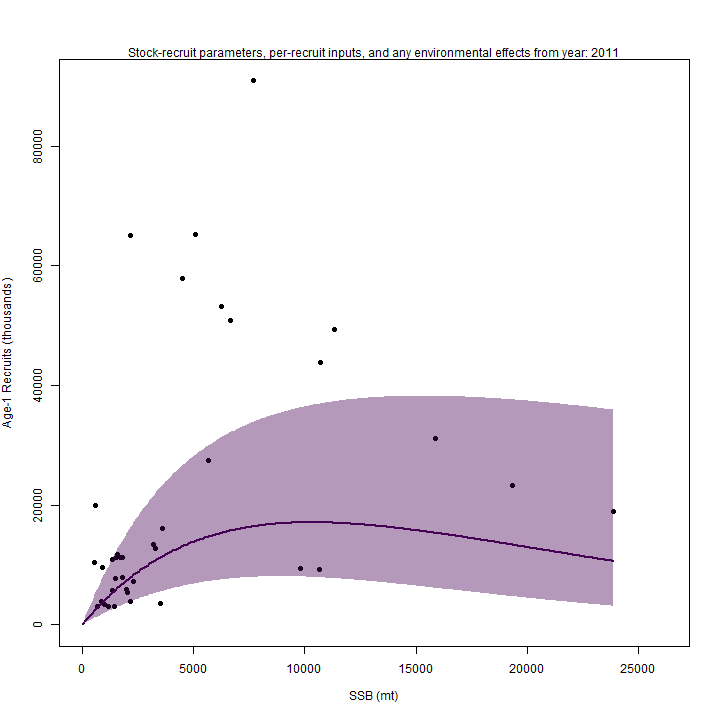 Stock-recruit parameters, per-recruit inputs, and any environmental effects from year: 2011
80000
60000
40000
20000
0
Age-1 Recruits (thousands)
0 5000 10000 15000 20000 25000
SSB (mt)